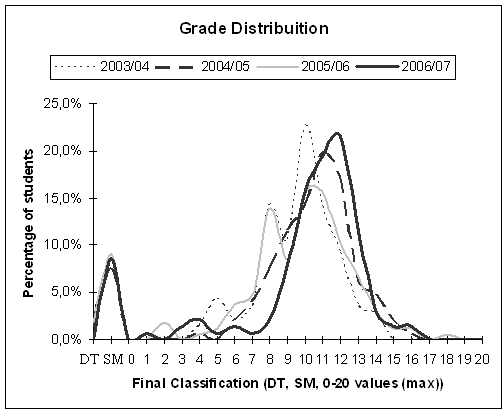 Grade Distribuition
2003/04 2004/05 2005/06 2006/07
25,0%
20,0%
15,0%
10,0%
5,0%
0,0%
Percentage of students
DT SM 0 1 2 3 4 5 6 7 8 9 10 11 12 13 14 15 16 17 18 19 20
Final Classification (DT, SM, 0-20 values (max))